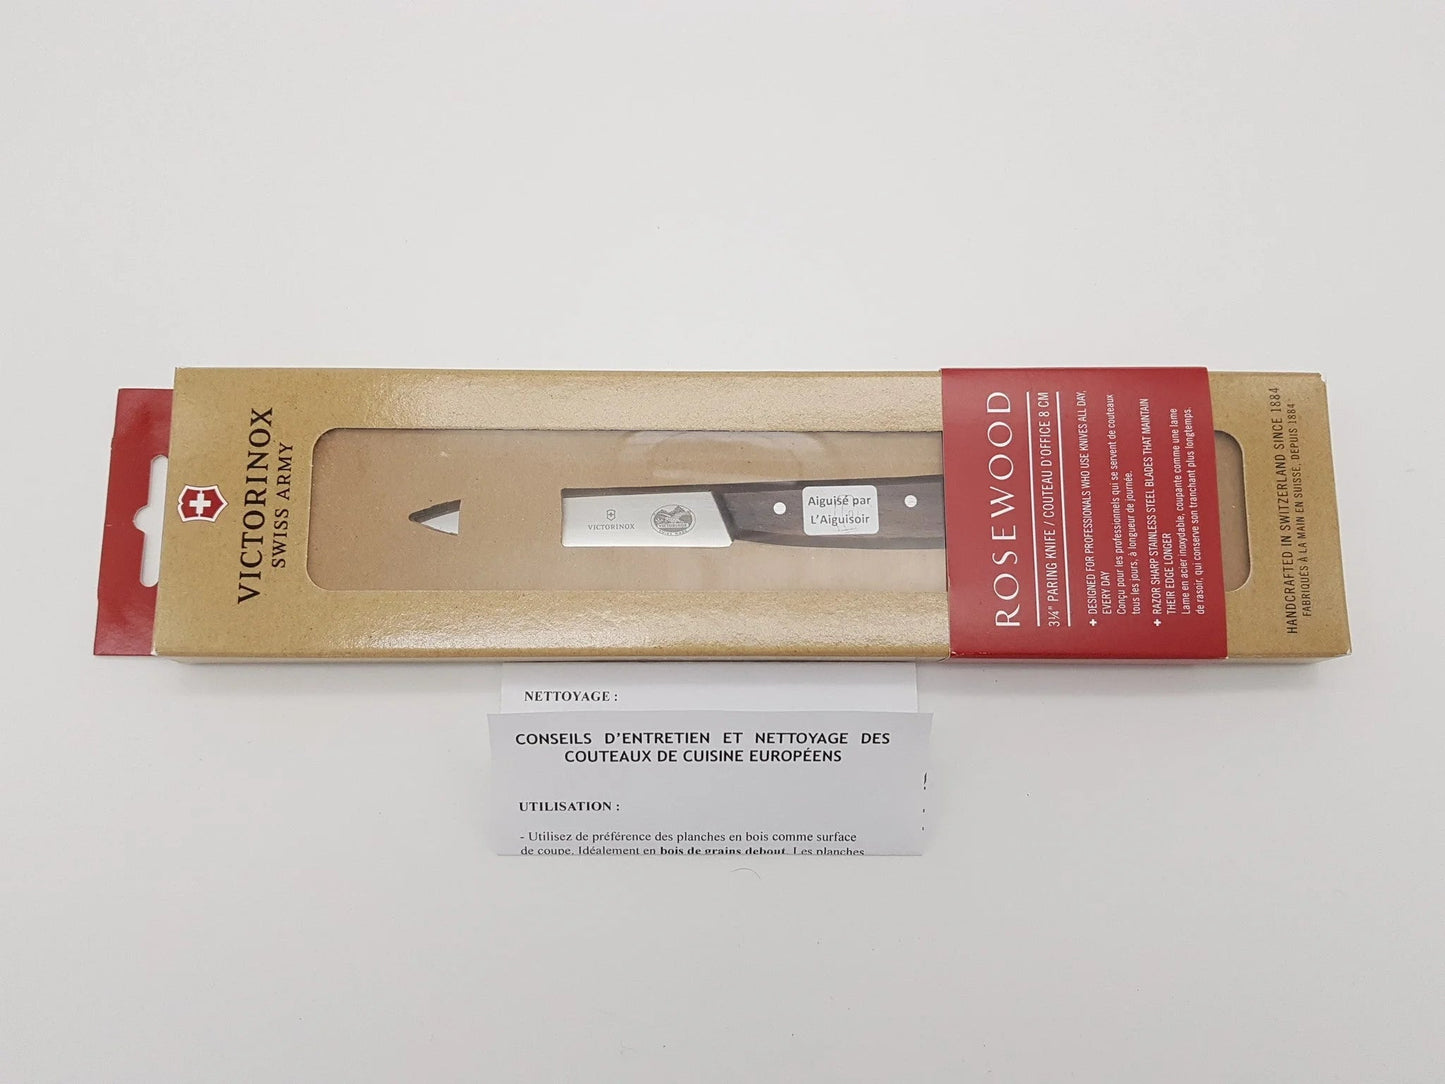 VICTORINOX
SWISS ARMY
VICTORINOX
Aiguisé par
L'Aiguisoir
ROSEWOOD
3¼" PARING KNIFE / COUTEAU D'OFFICE 8 CM
+ DESIGNED FOR PROFESSIONALS WHO USE KNIVES ALL DAY,
EVERY DAY
Conçu pour les professionnels qui se servent de couteaux
tous les jours, à longueur de journée.
+ RAZOR SHARP STAINLESS STEEL BLADES THAT MAINTAIN
THEIR EDGE LONGER
Lame en acier inoxydable, coupante comme une lame
de rasoir, qui conserve son tranchant plus longtemps.
HANDCRAFTED IN SWITZERLAND SINCE 1884
FABRIQUÉS À LA MAIN EN SUISSE, DEPUIS 1884
NETTOYAGE :
CONSEILS D'ENTRETIEN ET NETTOYAGE DES
COUTEAUX DE CUISINE EUROPÉENS
UTILISATION :
- Utilisez de préférence des planches en bois comme surface
de coupe. Idéalement en bois de grains debout. Les planches